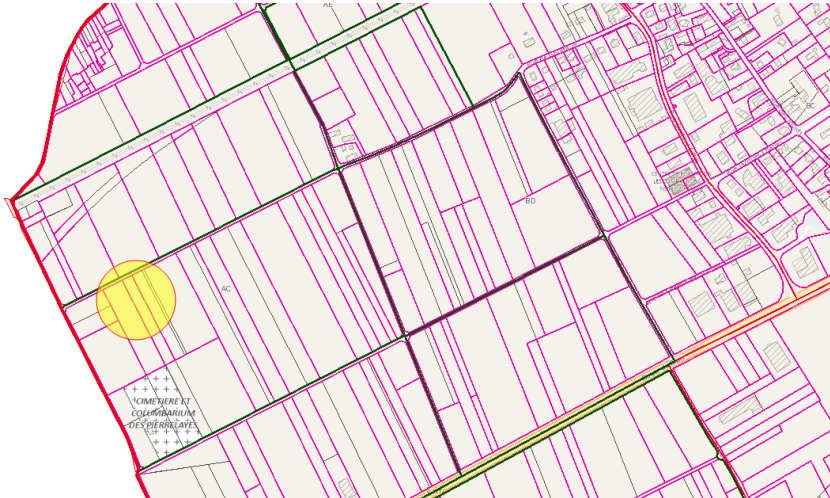 AE
BC
BD
AC
CIMETIERE ET
COLUMBARIUM
DES PIERRELAYES